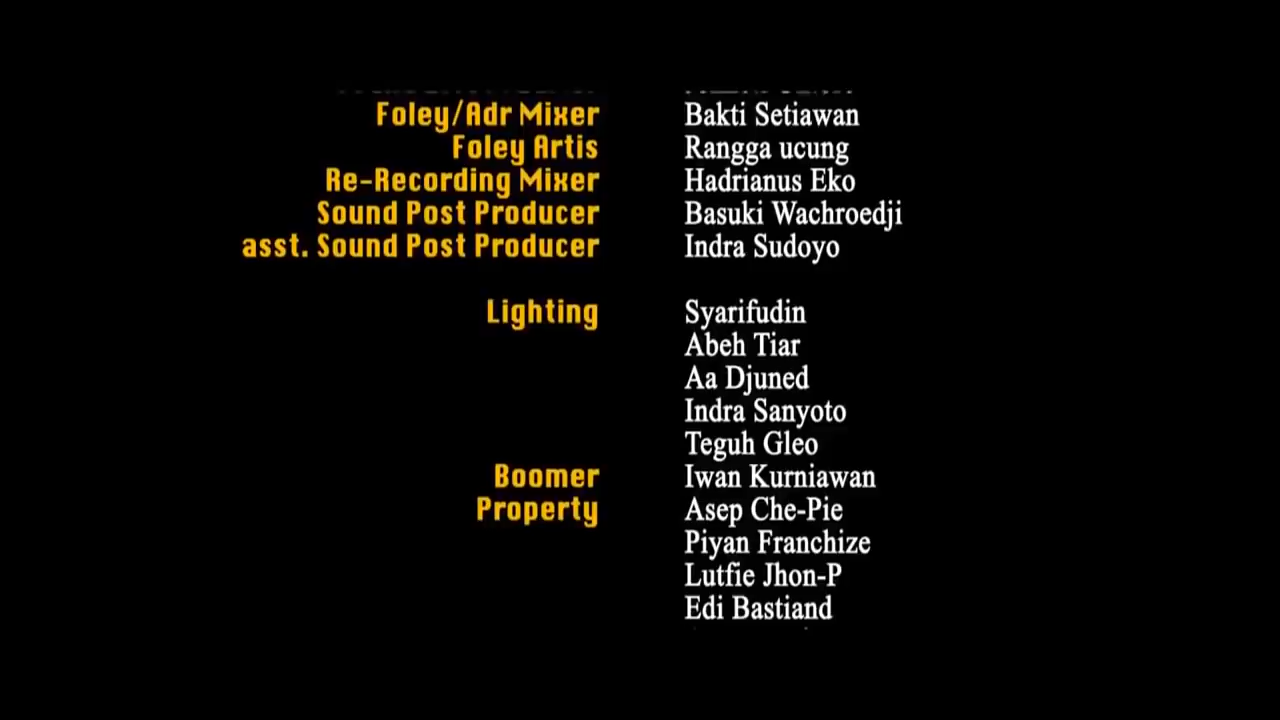 Foley/Adr Mixer Bakti Setiawan
Foley Artis Rangga ucung
Re-Recording Mixer Hadrianus Eko
Sound Post Producer Basuki Wachroedji
asst. Sound Post Producer Indra Sudoyo
Lighting Syarifudin
Abeh Tiar
Aa Djuned
Indra Sanyoto
Teguh Gleo
Boomer Iwan Kurniawan
Property Asep Che-Pie
Piyan Franchize
Lutfie Jhon-P
Edi Bastiand